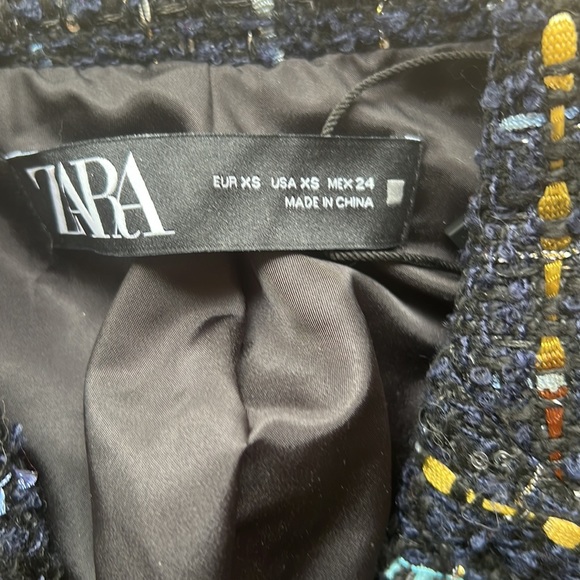 ZARA
EUR XS USA XS MEX 24
MADE IN CHINA